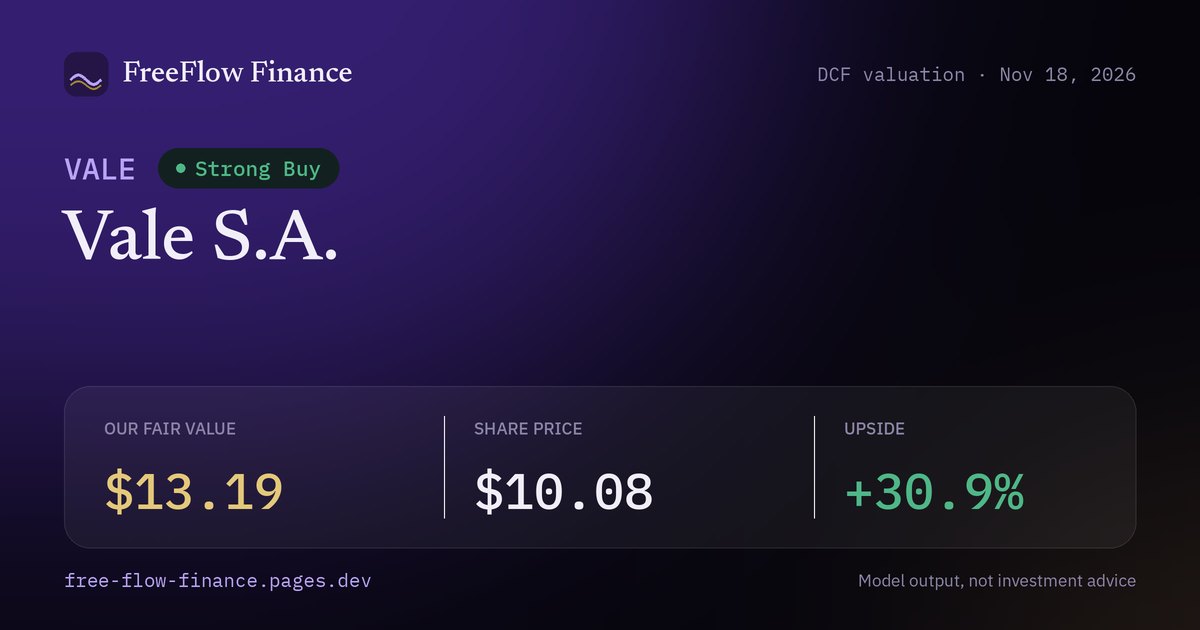 FreeFlow Finance
DCF valuation · Nov 18, 2026
VALE
Strong Buy
Vale S.A.
OUR FAIR VALUE
$13.19
SHARE PRICE
$10.08
UPSIDE
+30.9%
free-flow-finance.pages.dev
Model output, not investment advice